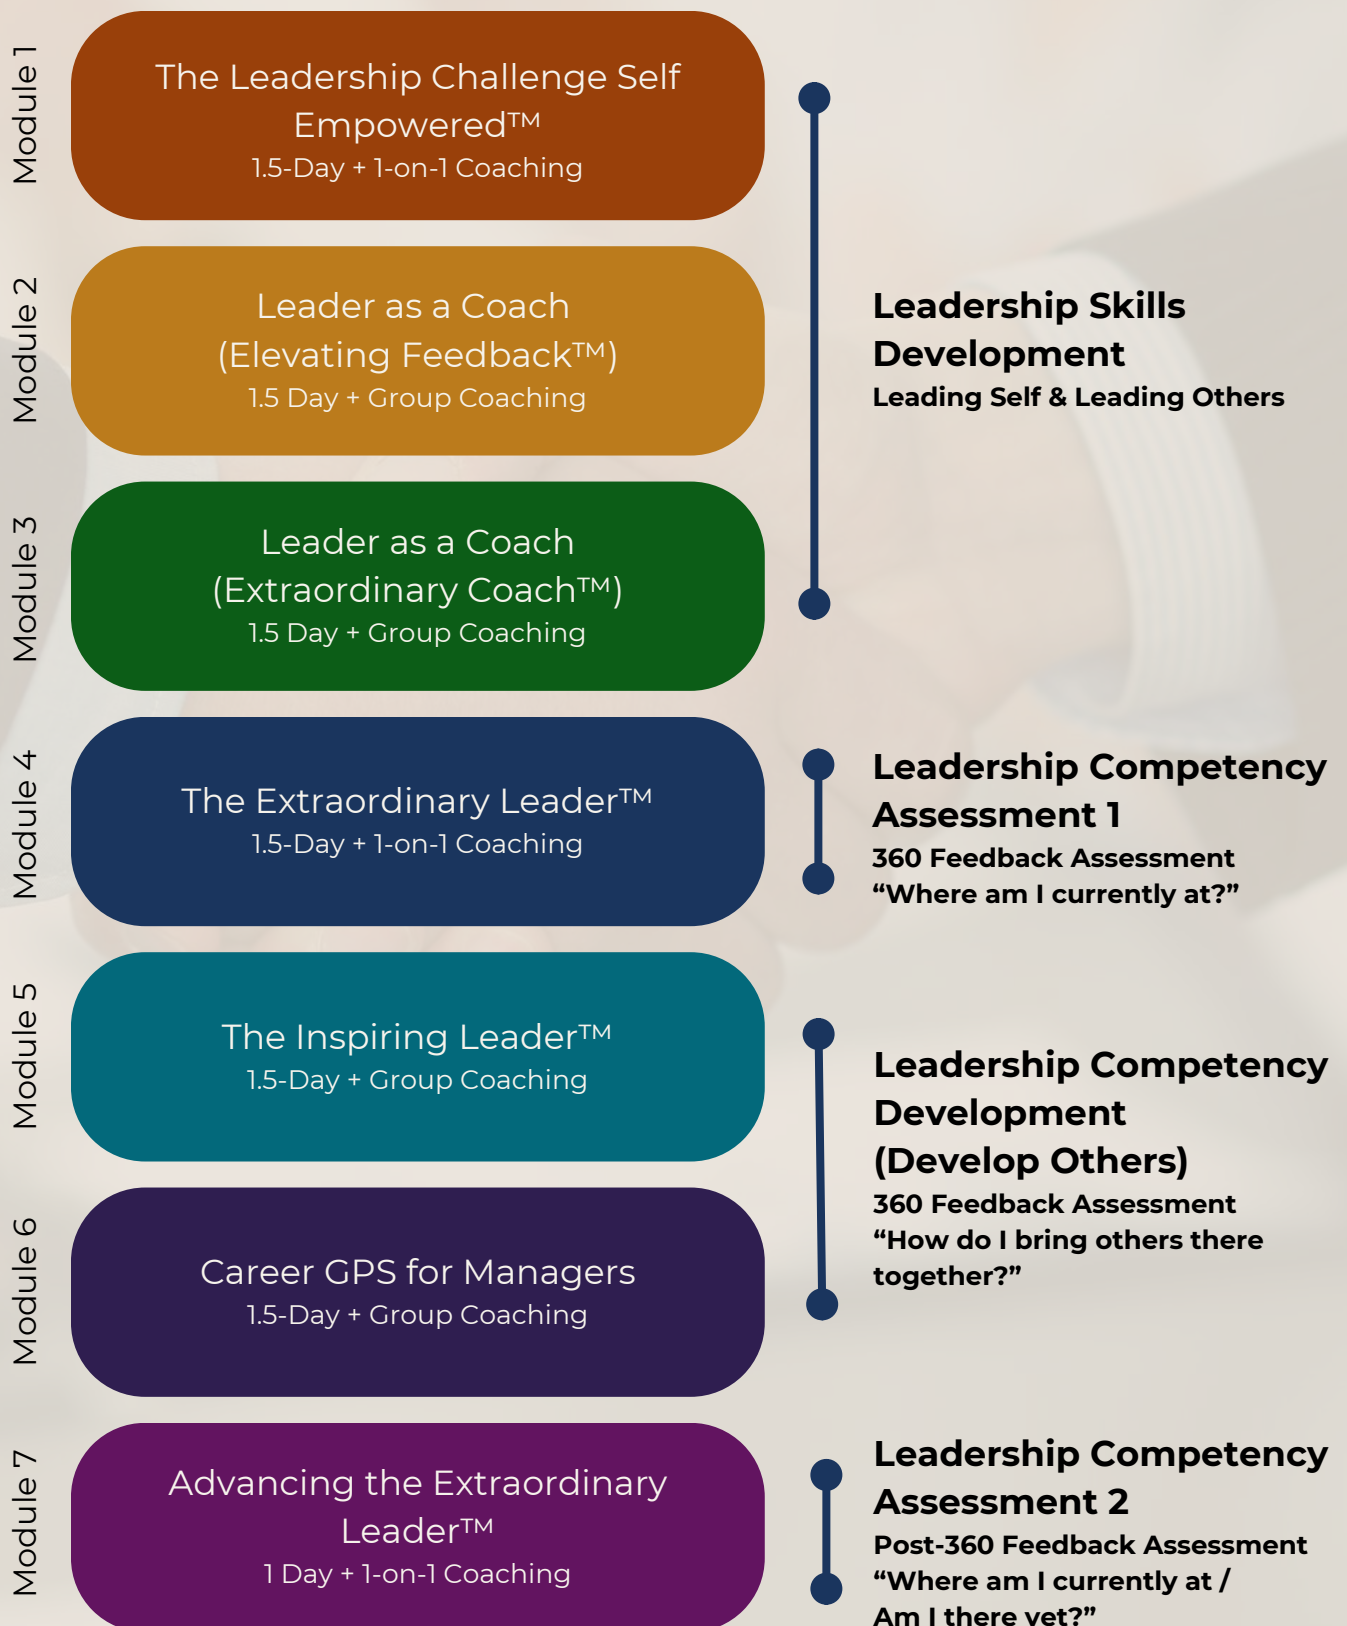 Module 1
The Leadership Challenge Self
Empowered™
1.5-Day + 1-on-1 Coaching
Module 2
Leader as a Coach
(Elevating Feedback™)
1.5 Day + Group Coaching
Leadership Skills
Development
Leading Self & Leading Others
Module 3
Leader as a Coach
(Extraordinary Coach™)
1.5 Day + Group Coaching
Module 4
The Extraordinary Leader™
1.5-Day + 1-on-1 Coaching
Leadership Competency
Assessment 1
360 Feedback Assessment
“Where am I currently at?”
Module 5
The Inspiring Leader™
1.5-Day + Group Coaching
Leadership Competency
Development
(Develop Others)
360 Feedback Assessment
“How do I bring others there
together?”
Module 6
Career GPS for Managers
1.5-Day + Group Coaching
Module 7
Advancing the Extraordinary
Leader™
1 Day + 1-on-1 Coaching
Leadership Competency
Assessment 2
Post-360 Feedback Assessment
“Where am I currently at /
Am I there yet?”